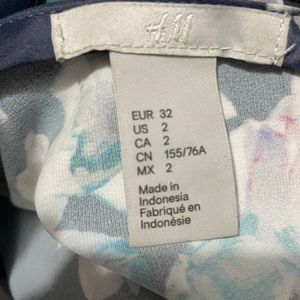 H&M
EUR 32
US 2
CA 2
CN 155/76A
MX 2
Made in
Indonesia
Fabriqué en
Indonésie